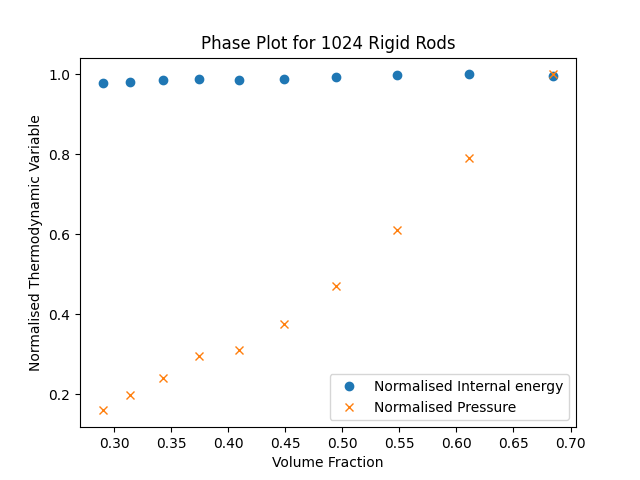 Phase Plot for 1024 Rigid Rods
Normalised Thermodynamic Variable
1.0
0.8
0.6
0.4
0.2
Normalised Internal energy
Normalised Pressure
0.30 0.35 0.40 0.45 0.50 0.55 0.60 0.65 0.70
Volume Fraction